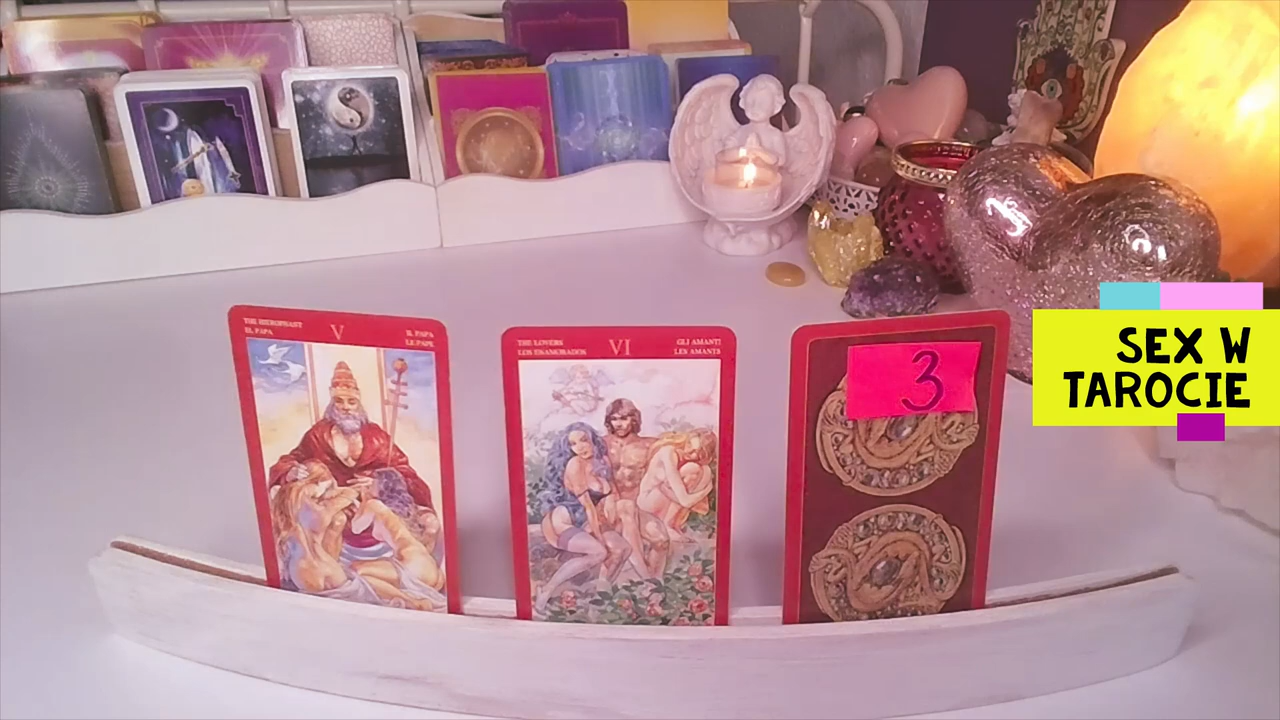 THE HIEROPHANT
EL PAPA
V
IL PAPA
LE PAPE
THE LOVERS
LOS ENAMORADOS
VI
GLI AMANTI
LES AMANTS
3
SEX W
TAROCIE